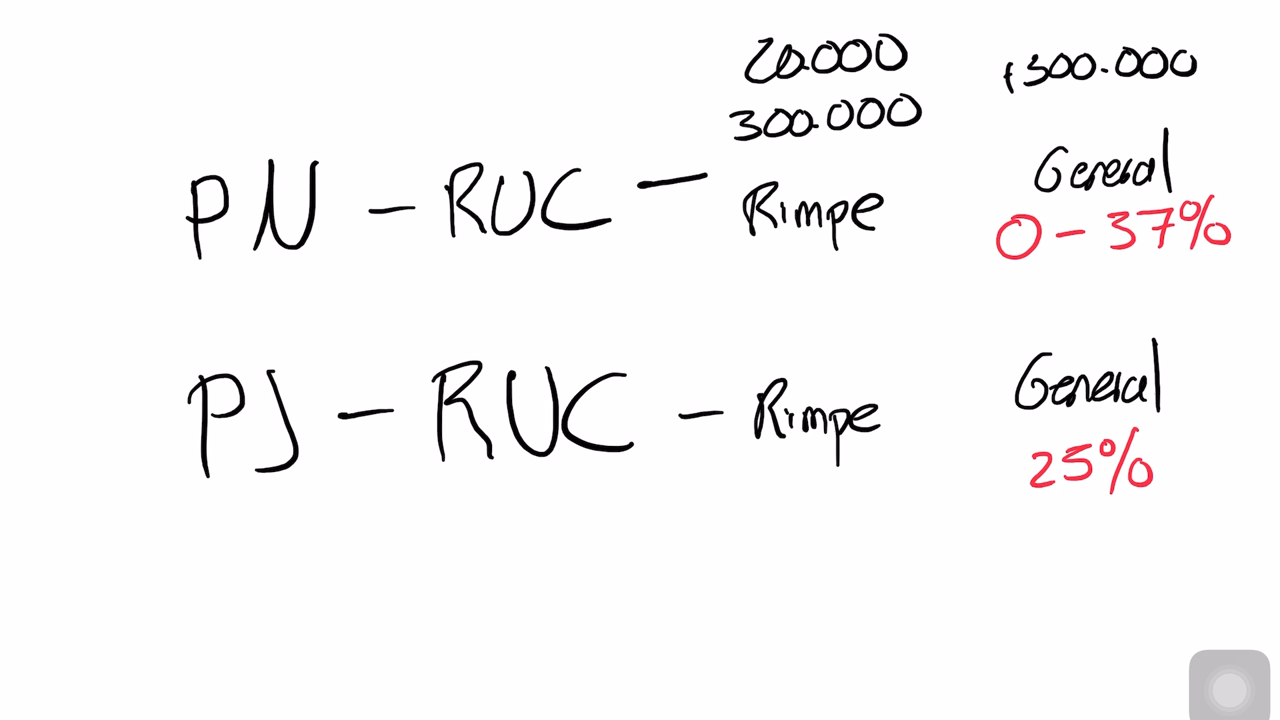 20.000 +300.000
300.000
PN - RUC - Rimpe General
0 - 37%
PJ - RUC - Rimpe General
25%